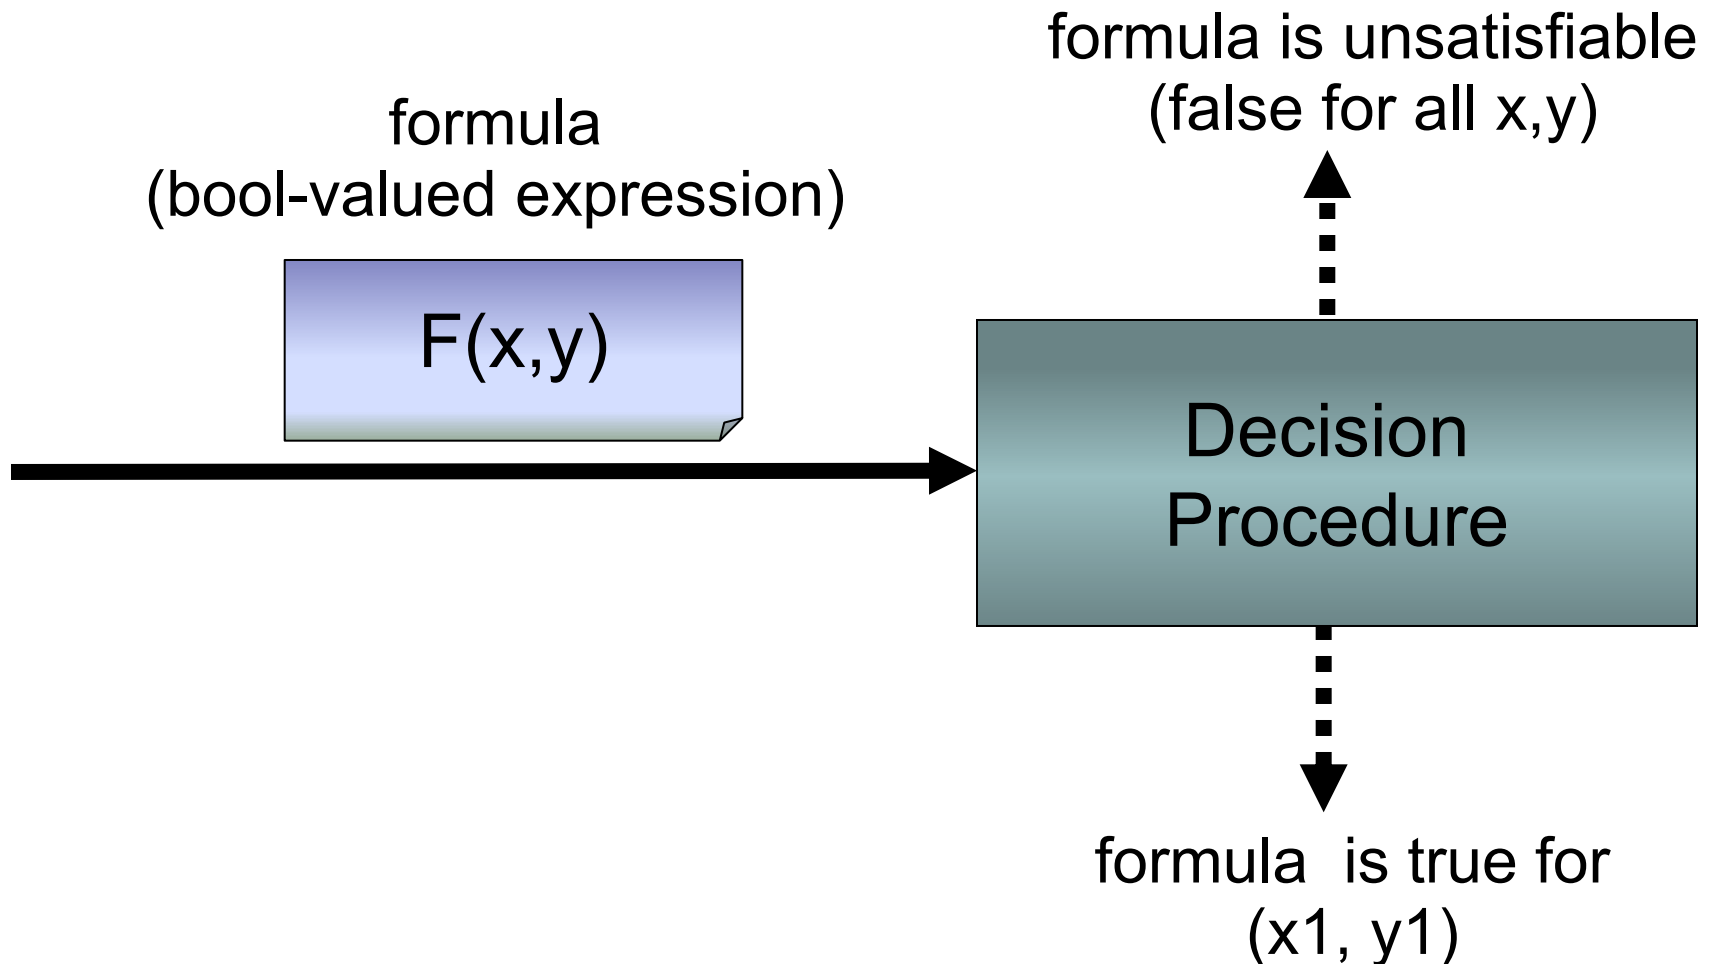 formula
(bool-valued expression)
F(x,y)
formula is unsatisfiable
(false for all x,y)
Decision
Procedure
formula is true for
(x1, y1)